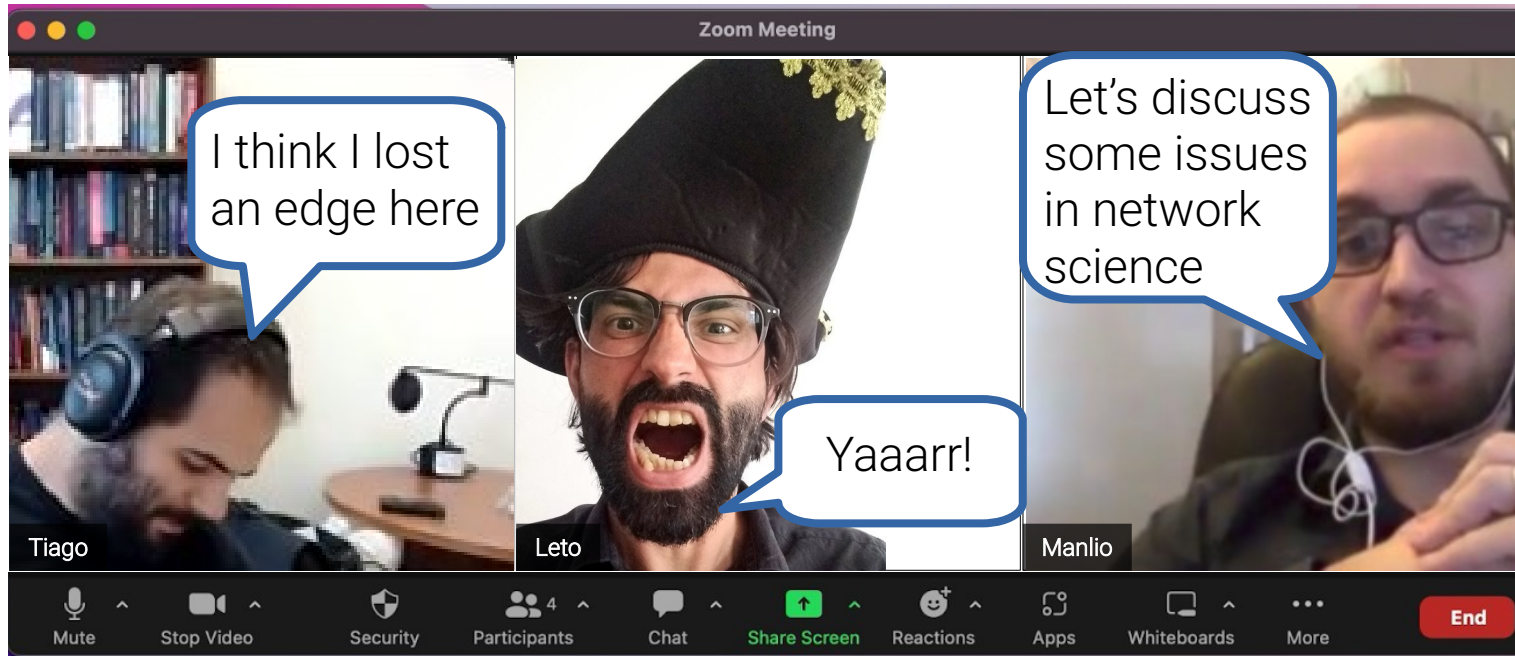 Zoom Meeting
I think I lost
an edge here
Tiago
Yaaarr!
Leto
Let's discuss
some issues
in network
science
Manlio
Mute
Stop Video
Security
4
Participants
Chat
Share Screen
Reactions
Apps
Whiteboards
More
End